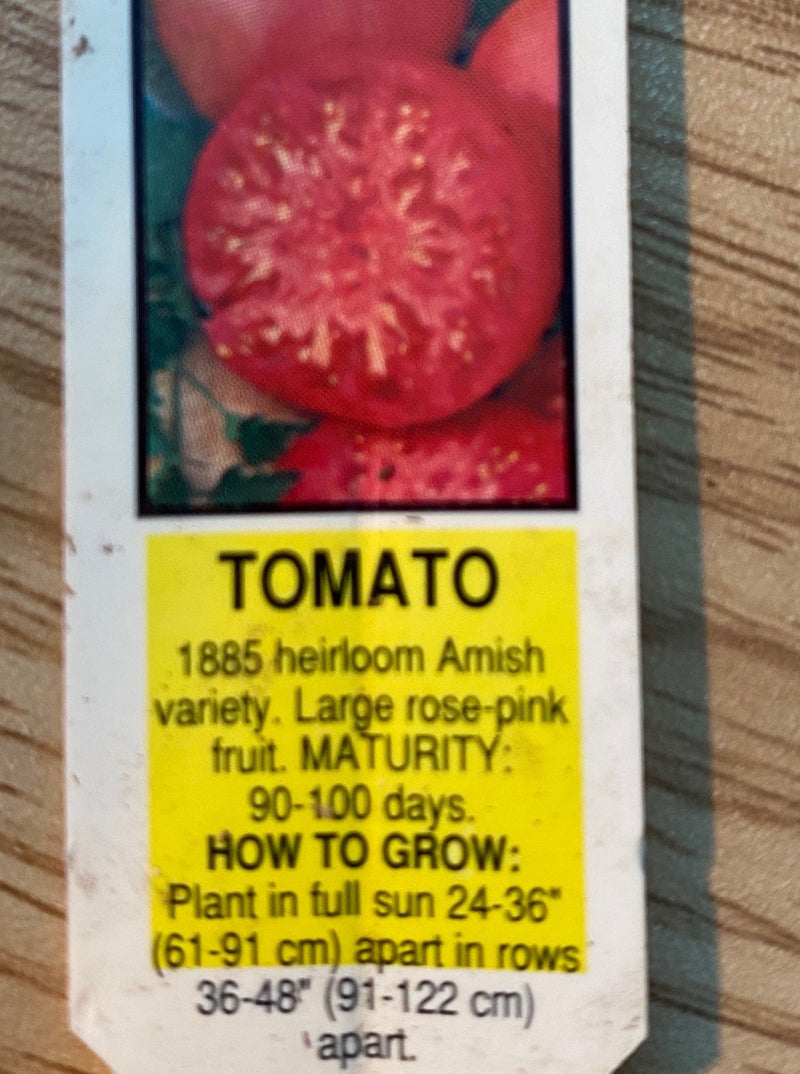 TOMATO
1885 heirloom Amish
variety. Large rose-pink
fruit. MATURITY:
90-100 days.
HOW TO GROW:
Plant in full sun 24-36"
(61-91 cm) apart in rows
36-48" (91-122 cm)
apart.